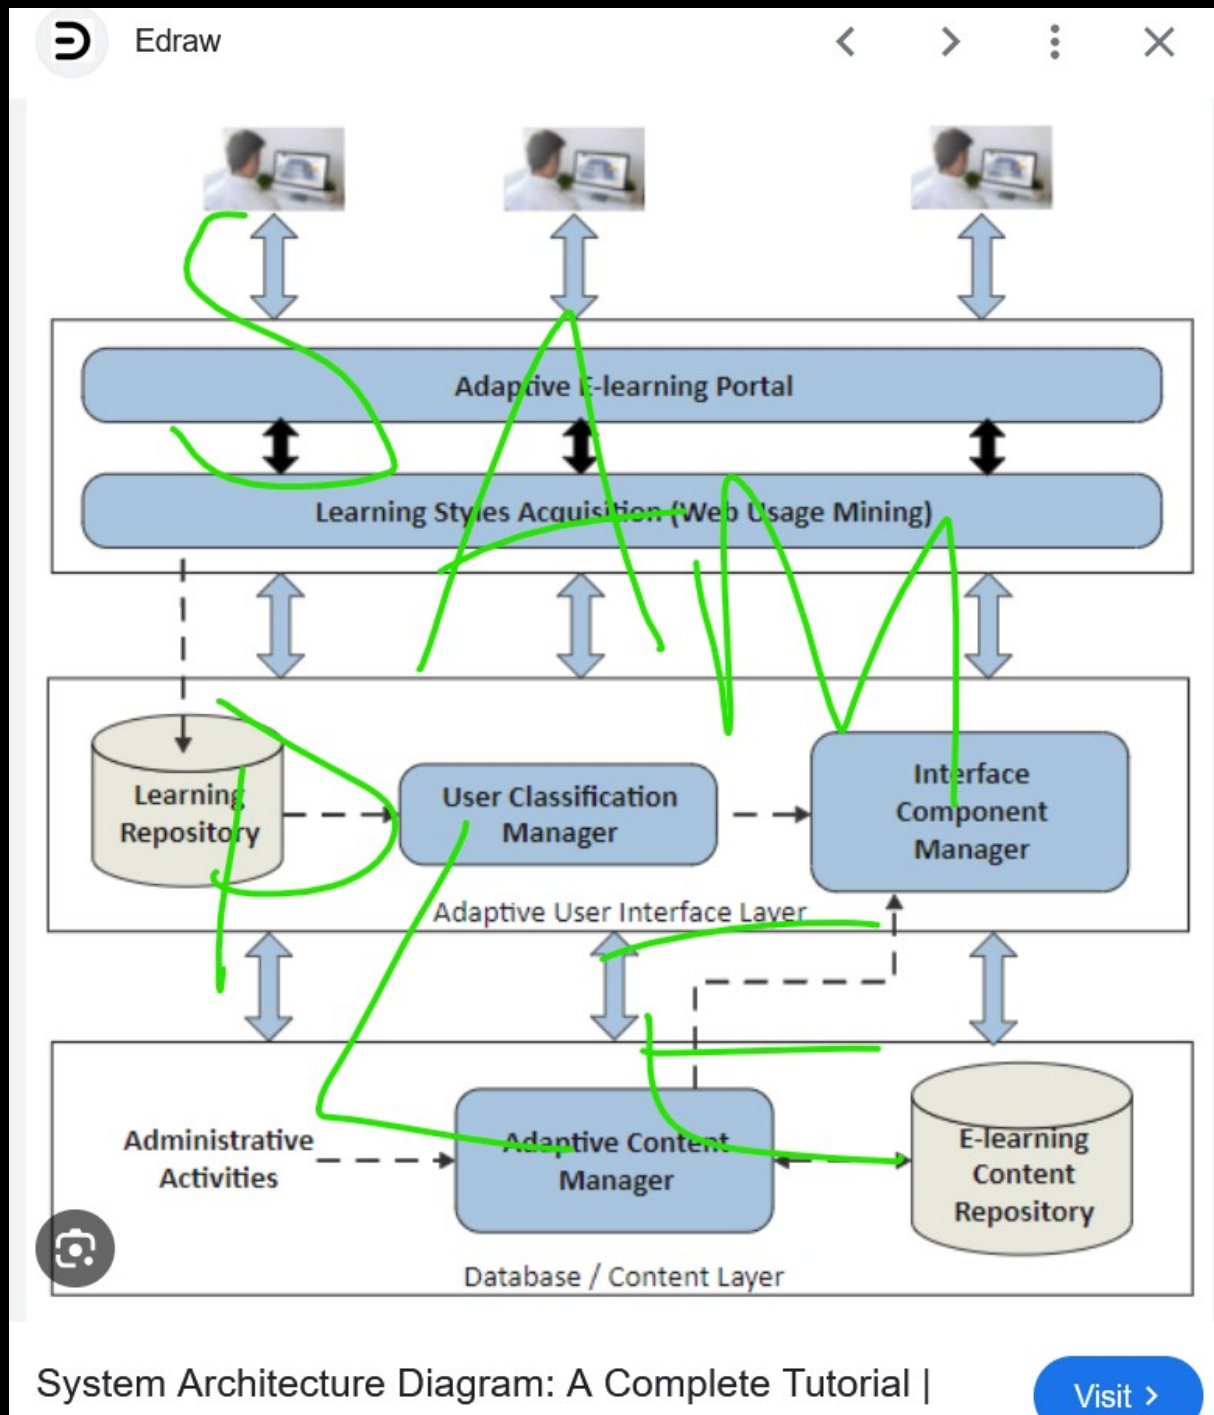 Edraw
Adaptive E-learning Portal
Learning Styles Acquisition (Web Usage Mining)
Learning
Repository
User Classification
Manager
Interface
Component
Manager
Adaptive User Interface Layer
Administrative
Activities
Adaptive Content
Manager
E-learning
Content
Repository
Database / Content Layer
SAM
PLE
System Architecture Diagram: A Complete Tutorial |
Visit